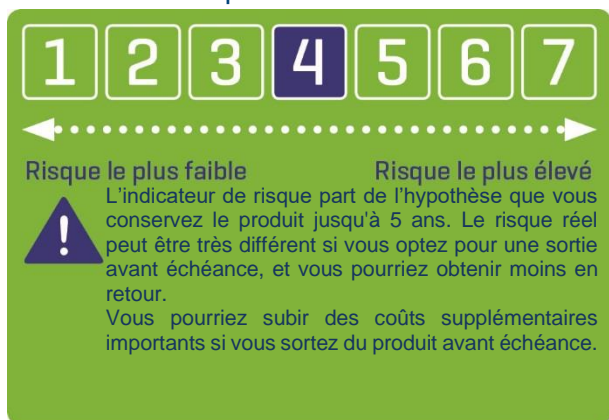 1 2 3 4 5 6 7
Risque le plus faible Risque le plus élevé
L'indicateur de risque part de l'hypothèse que vous
conservez le produit jusqu'à 5 ans. Le risque réel
peut être très différent si vous optez pour une sortie
avant échéance, et vous pourriez obtenir moins en
retour.
Vous pourriez subir des coûts supplémentaires
importants si vous sortez du produit avant échéance.